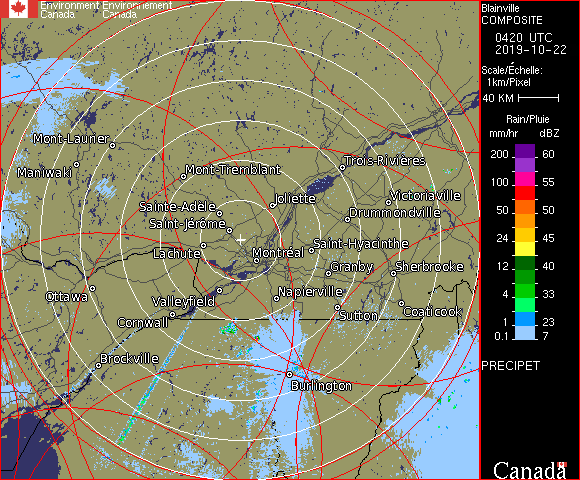 Environment Environnement
Canada Canada
Blainville
COMPOSITE
0420 UTC
2019-10-22
Scale/Échelle:
1km/Pixel
40 KM
Rain/Pluie
mm/hr dBZ
200 60
100 55
50 50
24 45
12 40
4 33
1 23
0.1 7
PRECIPET
Canada
Mont-Laurier
Maniwaki
Mont-Tremblant
Trois-Rivières
Sainte-Adèle
Joliette
Victoriaville
Saint-Jérôme
Drummondville
Lachute
Montréal
Saint-Hyacinthe
Granby
Sherbrooke
Ottawa
Valleyfield
Napierville
Cornwall
Sutton
Coaticook
Brockville
Burlington